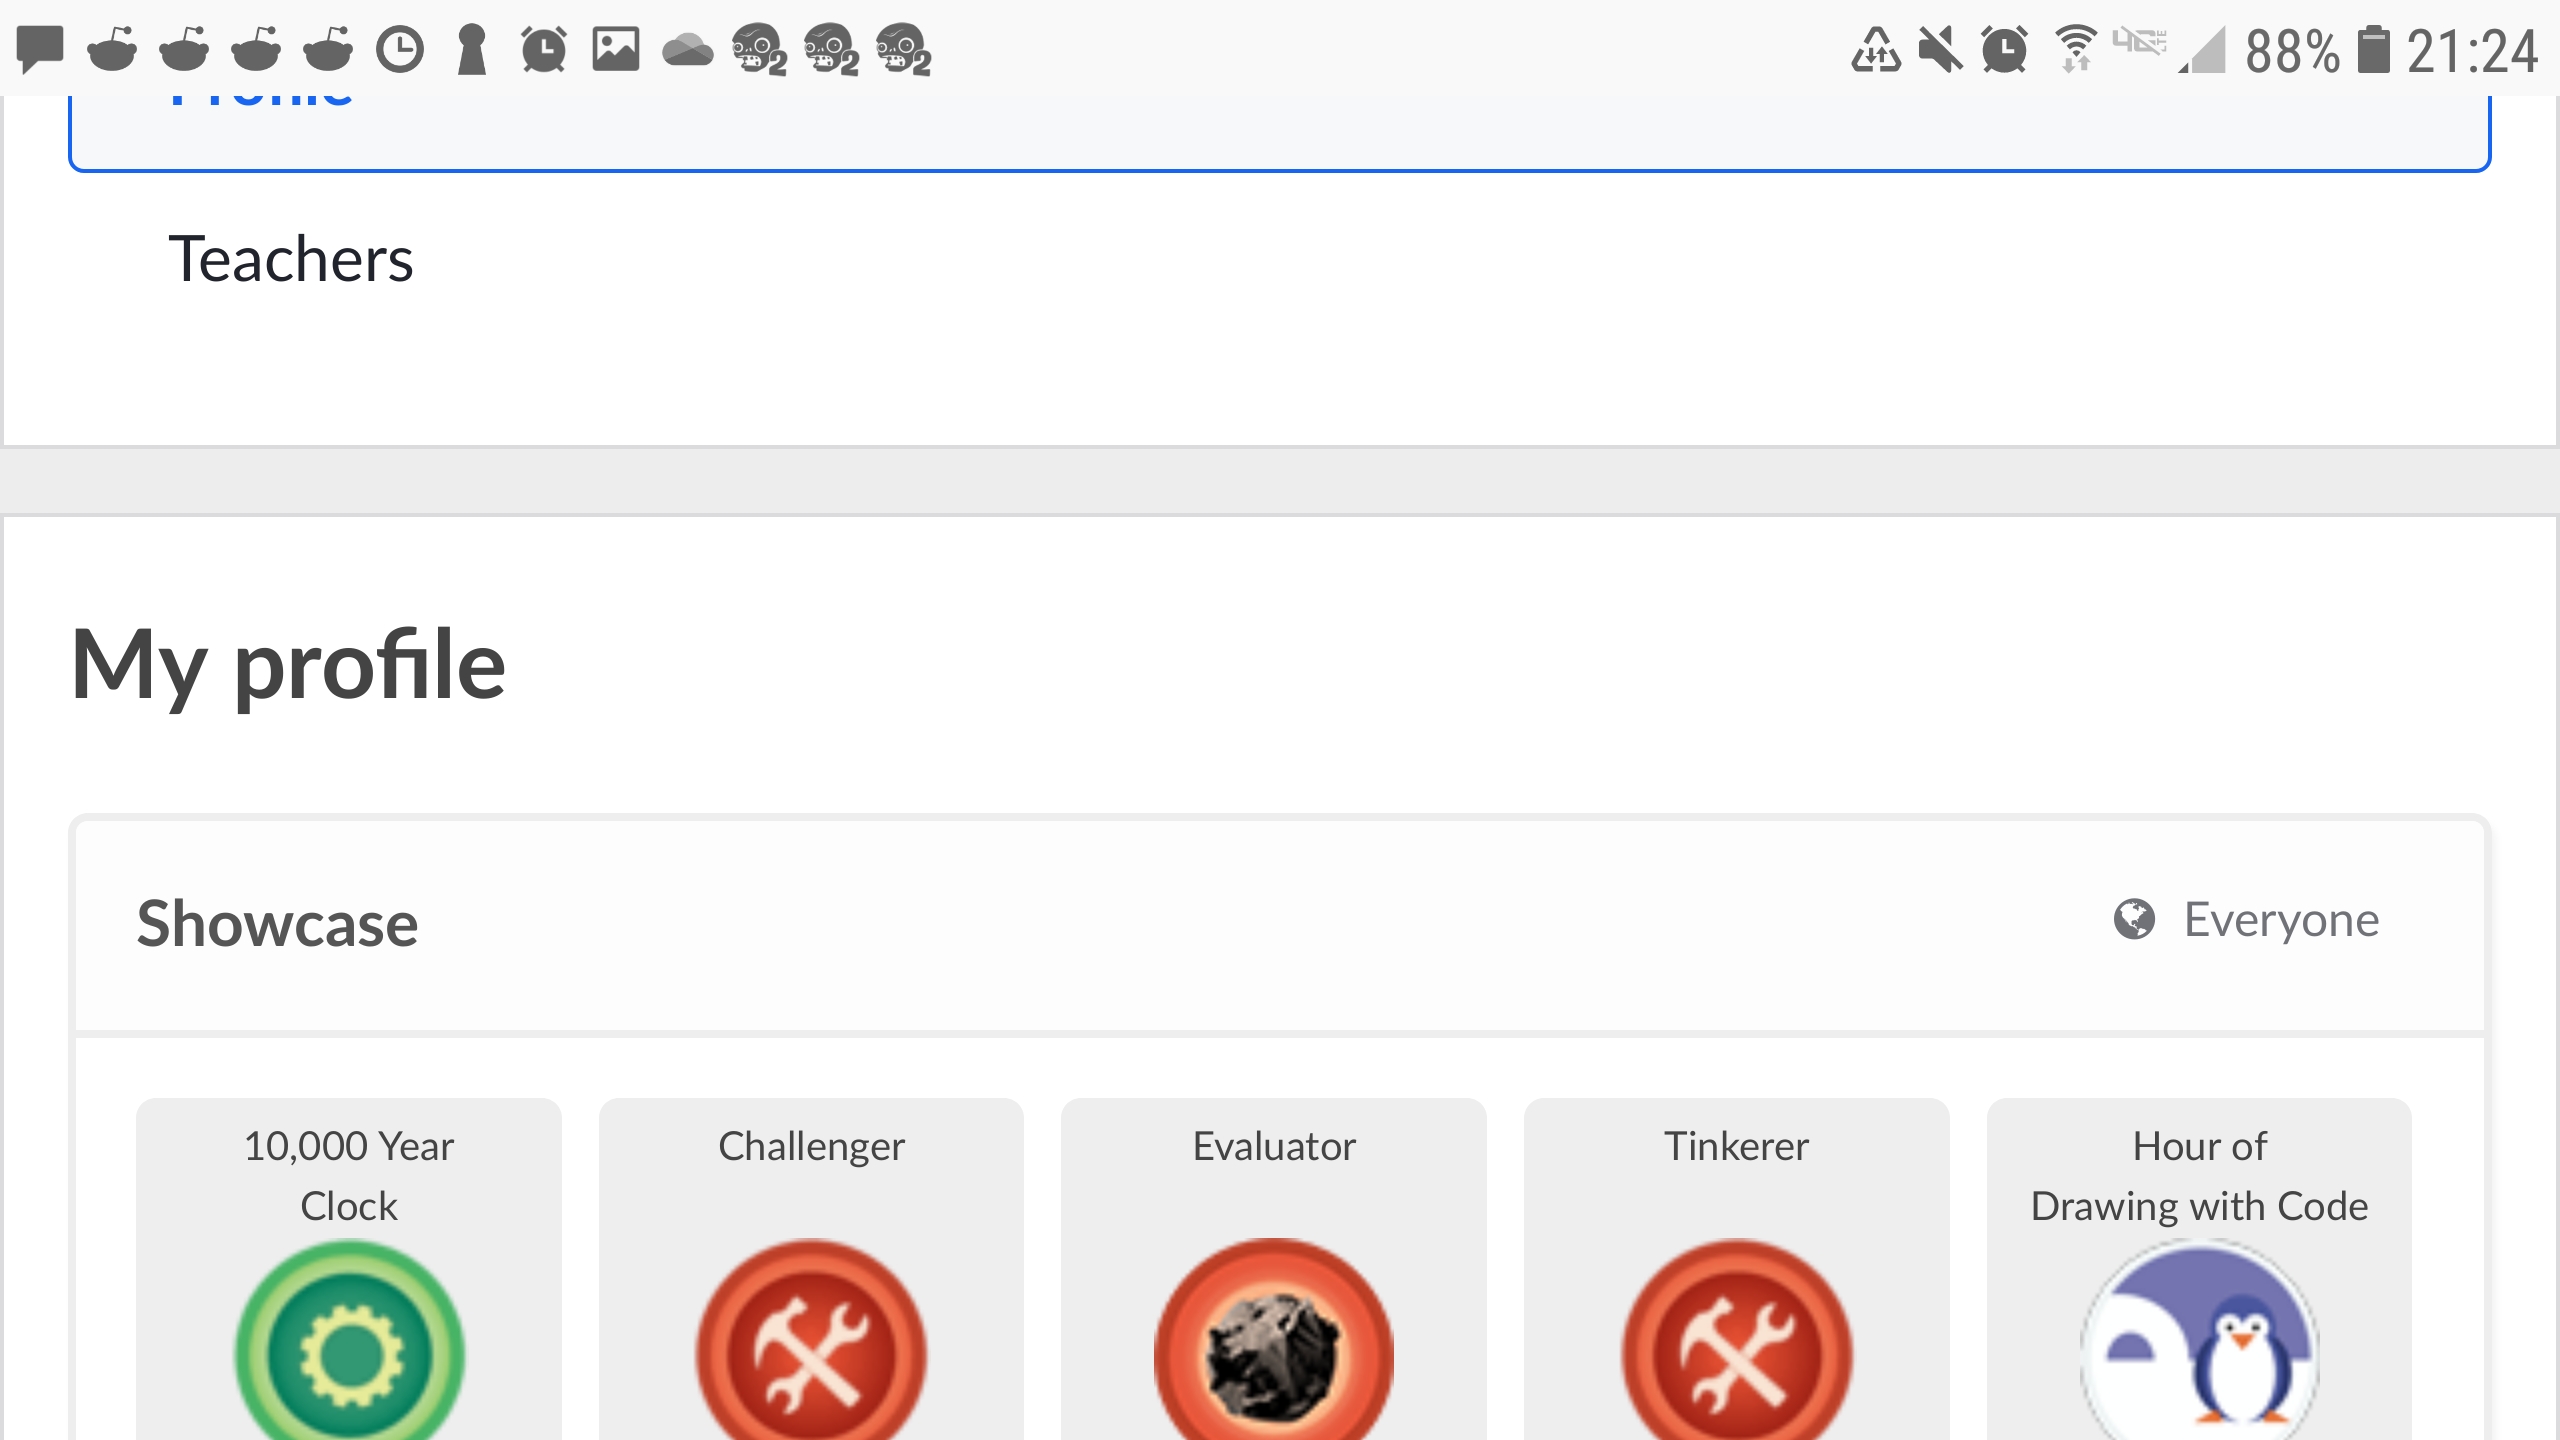 88% 21:24
Profile
Teachers
My profile
Showcase
Everyone
10,000 Year
Clock
Challenger
Evaluator
Tinkerer
Hour of
Drawing with Code